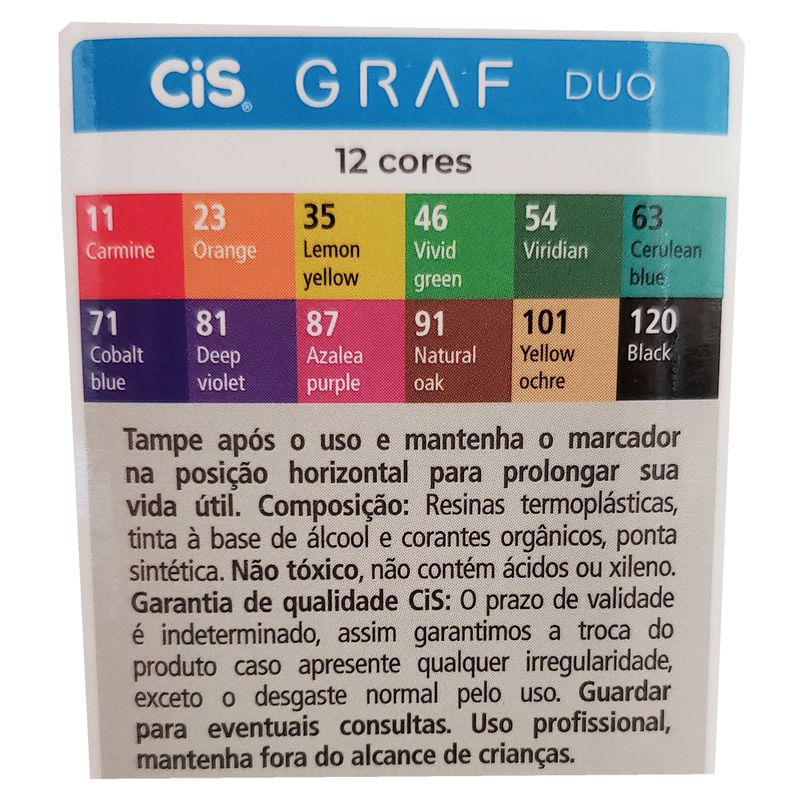 CiS® GRAF DUO
12 cores
11 23 35 46 54 63
Carmine Orange Lemon Vivid Viridian Cerulean
yellow green blue
71 81 87 91 101 120
Cobalt Deep Azalea Natural Yellow Black
blue violet purple oak ochre
Tampe após o uso e mantenha o marcador
na posição horizontal para prolongar sua
vida útil. Composição: Resinas termoplásticas,
tinta à base de álcool e corantes orgânicos, ponta
sintética. Não tóxico, não contém ácidos ou xileno.
Garantia de qualidade CiS: O prazo de validade
é indeterminado, assim garantimos a troca do
produto caso apresente qualquer irregularidade,
exceto o desgaste normal pelo uso. Guardar
para eventuais consultas. Uso profissional,
mantenha fora do alcance de crianças.